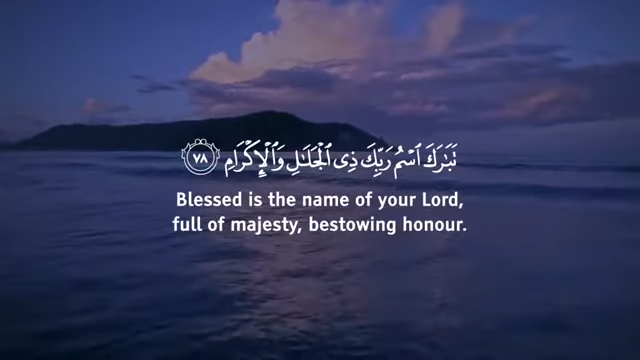 تَبَٰرَكَ ٱسْمُ رَبِّكَ ذِى ٱلْجَلَٰلِ وَٱلْإِكْرَامِ ٧٨
Blessed is the name of your Lord,
full of majesty, bestowing honour.